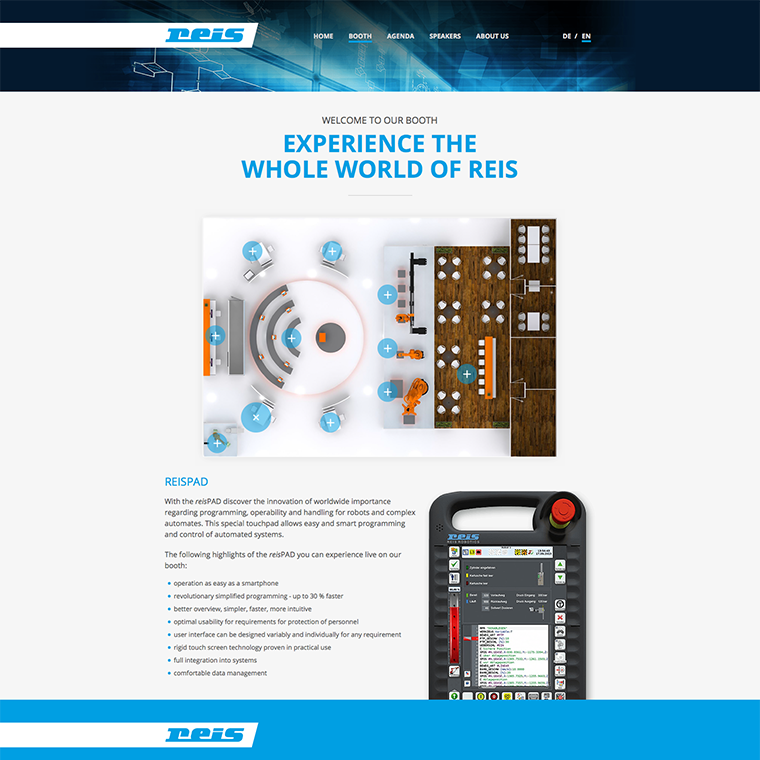 reis
HOME BOOTH AGENDA SPEAKERS ABOUT US DE / EN
WELCOME TO OUR BOOTH
EXPERIENCE THE
WHOLE WORLD OF REIS
REISPAD
With the reisPAD discover the innovation of worldwide importance
regarding programming, operability and handling for robots and complex
automates. This special touchpad allows easy and smart programming
and control of automated systems.
The following highlights of the reisPAD you can experience live on our
booth:
operation as easy as a smartphone
revolutionary simplified programming - up to 30 % faster
better overview, simpler, faster, more intuitive
optimal usability for requirements for protection of personnel
user interface can be designed variably and individually for any requirement
rigid touch screen technology proven in practical use
full integration into systems
comfortable data management
reis
REIS ROBOTICS
reis